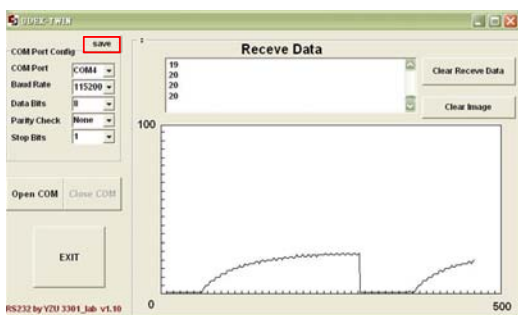 save
COM Port Config
COM Port COM4
Baud Rate 115200
Data Bits 8
Parity Check None
Stop Bits 1
Open COM Close COM
EXIT
RS232 by YZU 3301_lab v1.10
Receve Data
19
20
20
20
Clear Receve Data
Clear Image
100
0
500